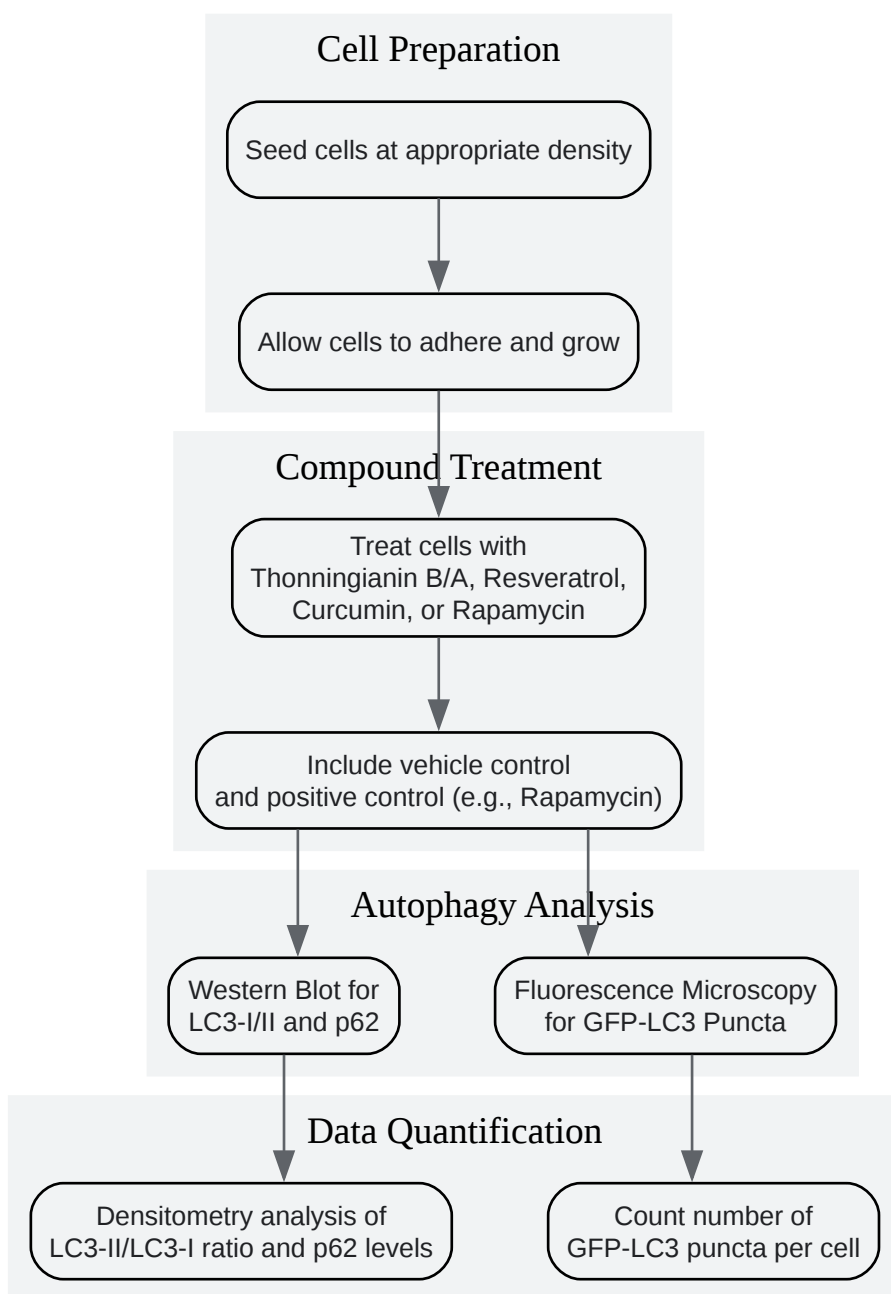 Cell Preparation
Seed cells at appropriate density
Allow cells to adhere and grow
Compound Treatment
Treat cells with
Thonningianin B/A, Resveratrol,
Curcumin, or Rapamycin
Include vehicle control
and positive control (e.g., Rapamycin)
Autophagy Analysis
Western Blot for
LC3-I/II and p62
Fluorescence Microscopy
for GFP-LC3 Puncta
Data Quantification
Densitometry analysis of
LC3-II/LC3-I ratio and p62 levels
Count number of
GFP-LC3 puncta per cell